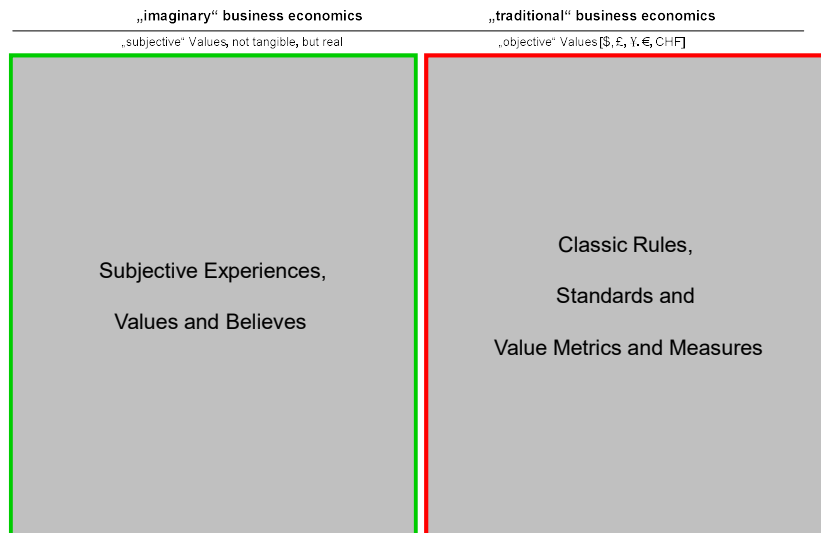 „imaginary“ business economics
„traditional“ business economics
„subjective“ Values, not tangible, but real
„objective“ Values [$, £, ¥. €, CHF]
Subjective Experiences,
Values and Believes
Classic Rules,
Standards and
Value Metrics and Measures